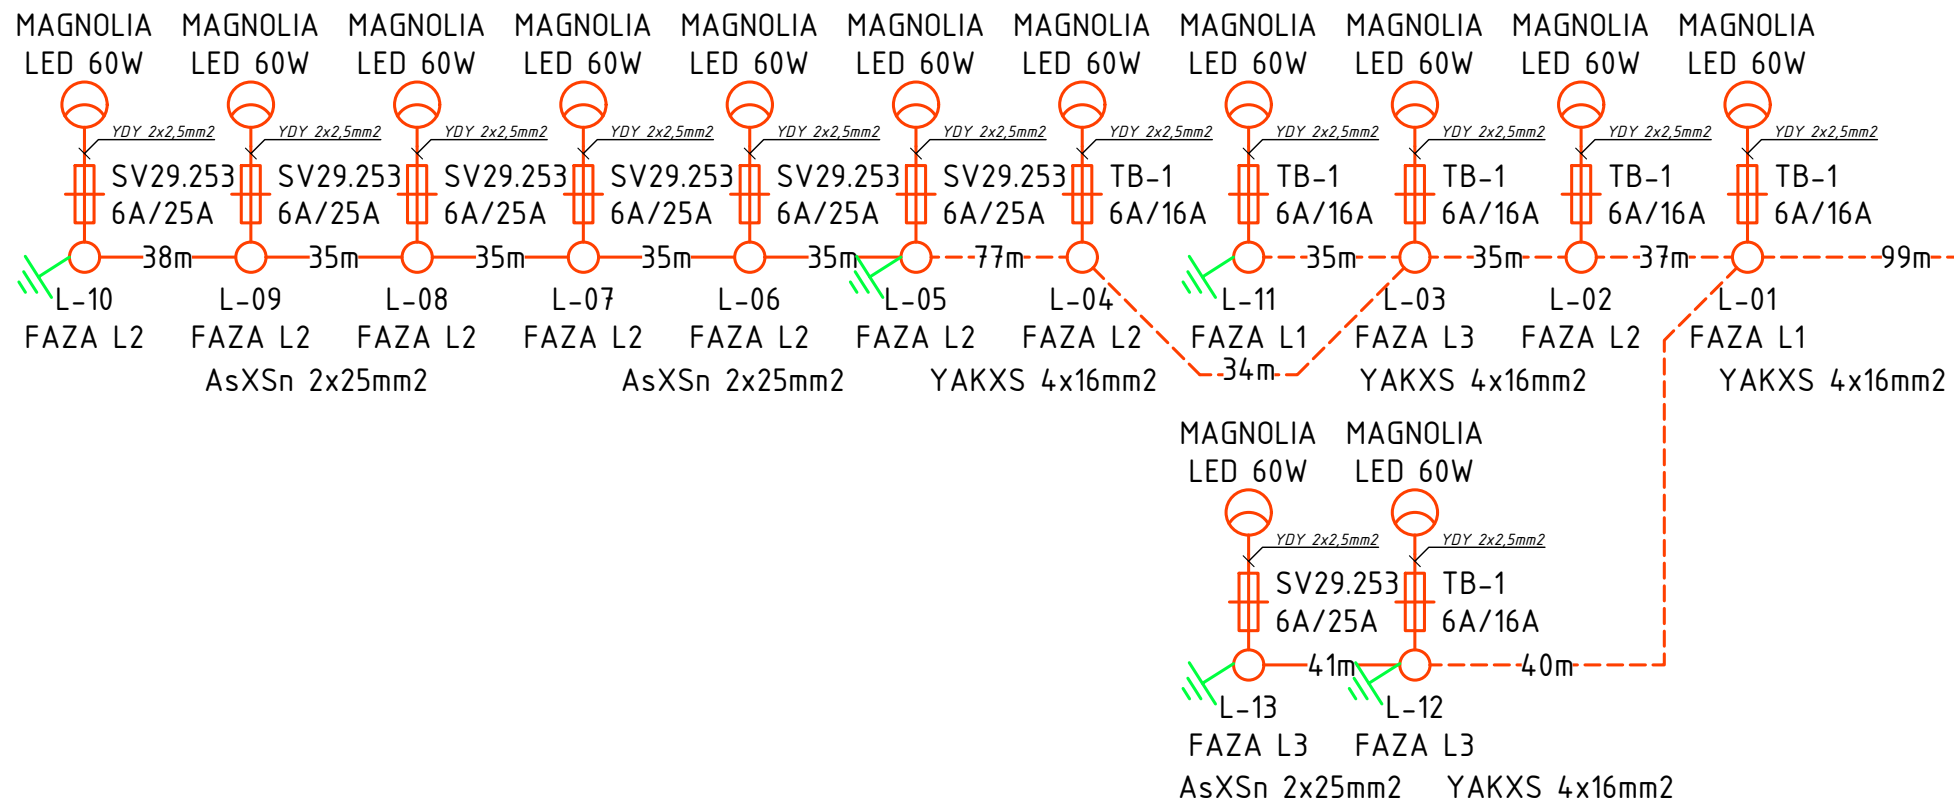 MAGNOLIA MAGNOLIA MAGNOLIA MAGNOLIA MAGNOLIA MAGNOLIA MAGNOLIA MAGNOLIA MAGNOLIA MAGNOLIA MAGNOLIA
LED 60W LED 60W LED 60W LED 60W LED 60W LED 60W LED 60W LED 60W LED 60W LED 60W LED 60W
YDY 2x2,5mm2 YDY 2x2,5mm2 YDY 2x2,5mm2 YDY 2x2,5mm2 YDY 2x2,5mm2 YDY 2x2,5mm2 YDY 2x2,5mm2 YDY 2x2,5mm2 YDY 2x2,5mm2 YDY 2x2,5mm2 YDY 2x2,5mm2
SV29.253 SV29.253 SV29.253 SV29.253 SV29.253 SV29.253 TB-1 TB-1 TB-1 TB-1 TB-1
6A/25A 6A/25A 6A/25A 6A/25A 6A/25A 6A/25A 6A/16A 6A/16A 6A/16A 6A/16A 6A/16A
38m 35m 35m 35m 35m 77m 35m 35m 37m 99m
L-10 L-09 L-08 L-07 L-06 L-05 L-04 L-11 L-03 L-02 L-01
FAZA L2 FAZA L2 FAZA L2 FAZA L2 FAZA L2 FAZA L2 FAZA L2 FAZA L1 FAZA L3 FAZA L2 FAZA L1
34m
AsXSn 2x25mm2 AsXSn 2x25mm2 YAKXS 4x16mm2 YAKXS 4x16mm2 YAKXS 4x16mm2
MAGNOLIA MAGNOLIA
LED 60W LED 60W
YDY 2x2,5mm2 YDY 2x2,5mm2
SV29.253 TB-1
6A/25A 6A/16A
41m 40m
L-13 L-12
FAZA L3 FAZA L3
AsXSn 2x25mm2 YAKXS 4x16mm2